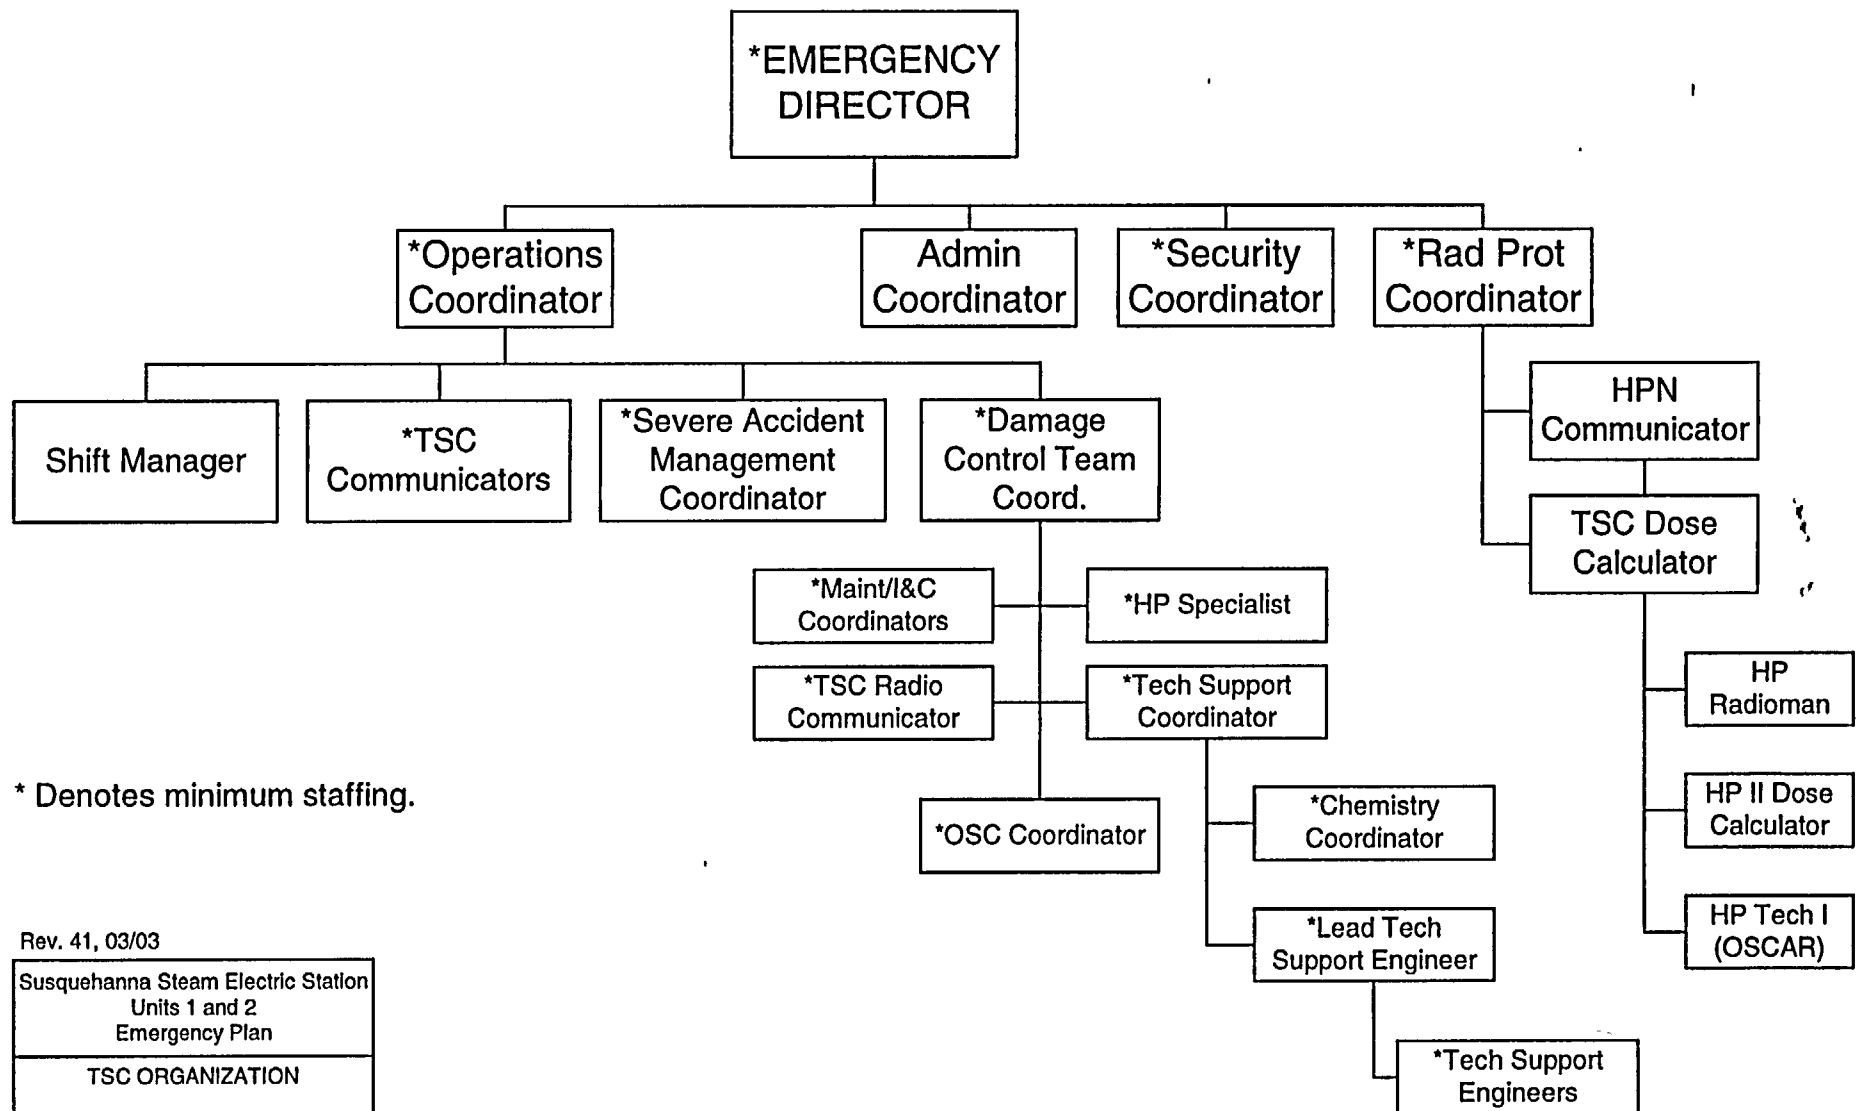 *EMERGENCY
DIRECTOR
*Operations
Coordinator
Admin
Coordinator
*Security
Coordinator
*Rad Prot
Coordinator
HPN
Communicator
Shift Manager
*TSC
Communicators
*Severe Accident
Management
Coordinator
*Damage
Control Team
Coord.
TSC Dose
Calculator
*Maint/I&C
Coordinators
*HP Specialist
*TSC Radio
Communicator
*Tech Support
Coordinator
HP
Radioman
* Denotes minimum staffing.
*OSC Coordinator
*Chemistry
Coordinator
HP II Dose
Calculator
*Lead Tech
Support Engineer
HP Tech I
(OSCAR)
*Tech Support
Engineers
Rev. 41, 03/03
Susquehanna Steam Electric Station
Units 1 and 2
Emergency Plan
TSC ORGANIZATION